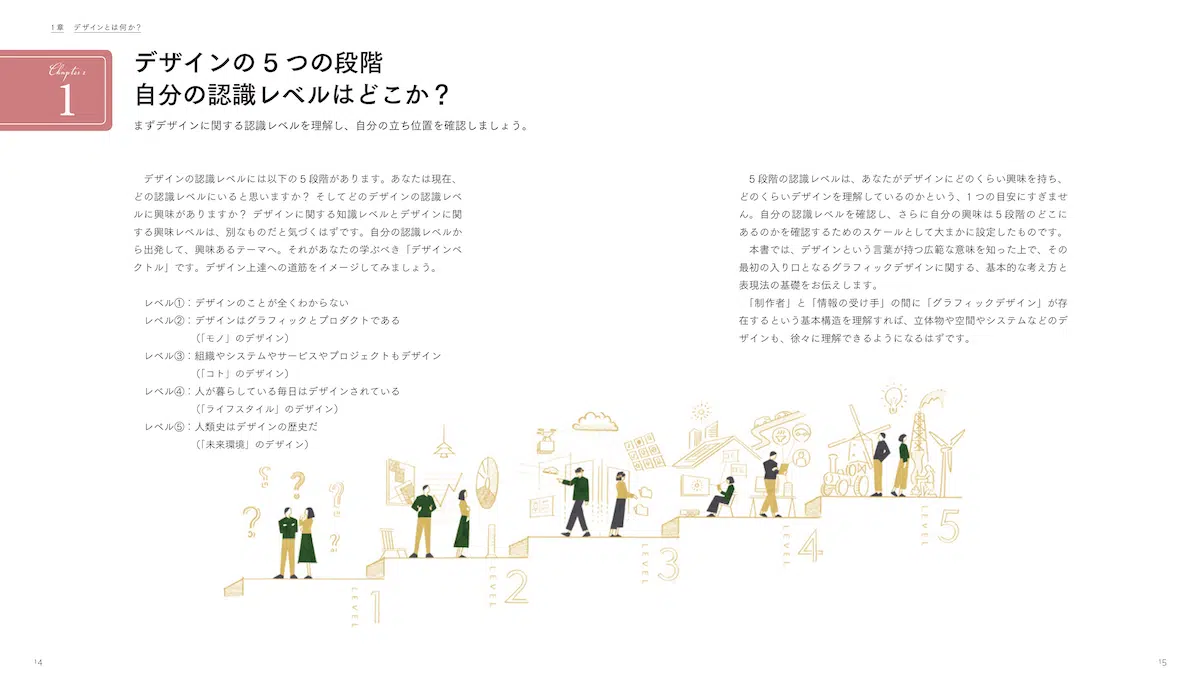 1章 デザインとは何か？
Chapter's
1
デザインの5つの段階
自分の認識レベルはどこか？
まずデザインに関する認識レベルを理解し、自分の立ち位置を確認しましょう。
デザインの認識レベルには以下の５段階があります。あなたは現在、
どの認識レベルにいると思いますか？ そしてどのデザインの認識レベ
ルに興味がありますか？ デザインに関する知識レベルとデザインに関
する興味レベルは、別なものだと気づくはずです。自分の認識レベルか
ら出発して、興味あるテーマへ。それがあなたの学ぶべき「デザインベ
クトル」です。デザイン上達への道筋をイメージしてみましょう。
レベル①：デザインのことが全くわからない
レベル②：デザインはグラフィックとプロダクトである
（「モノ」のデザイン）
レベル③：組織やシステムやサービスやプロジェクトもデザイン
（「コト」のデザイン）
レベル④：人が暮らしている毎日はデザインされている
（「ライフスタイル」のデザイン）
レベル⑤：人類史はデザインの歴史だ
（「未来環境」のデザイン）
５段階の認識レベルは、あなたがデザインにどのくらい興味を持ち、
どのくらいデザインを理解しているのかという、１つの目安にすぎませ
ん。自分の認識レベルを確認し、さらに自分の興味は５段階のどこに
あるのかを確認するためのスケールとして大まかに設定したものです。
本書では、デザインという言葉が持つ広範な意味を知った上で、その
最初の入り口となるグラフィックデザインに関する、基本的な考え方と
表現法の基礎をお伝えします。
「制作者」と「情報の受け手」の間に「グラフィックデザイン」が存
在するという基本構造を理解すれば、立体物や空間やシステムなどのデ
ザインも、徐々に理解できるようになるはずです。
? ? ? ? ?
LEVEL 1
LEVEL 2
LEVEL 3
LEVEL 4
LEVEL 5
14
15